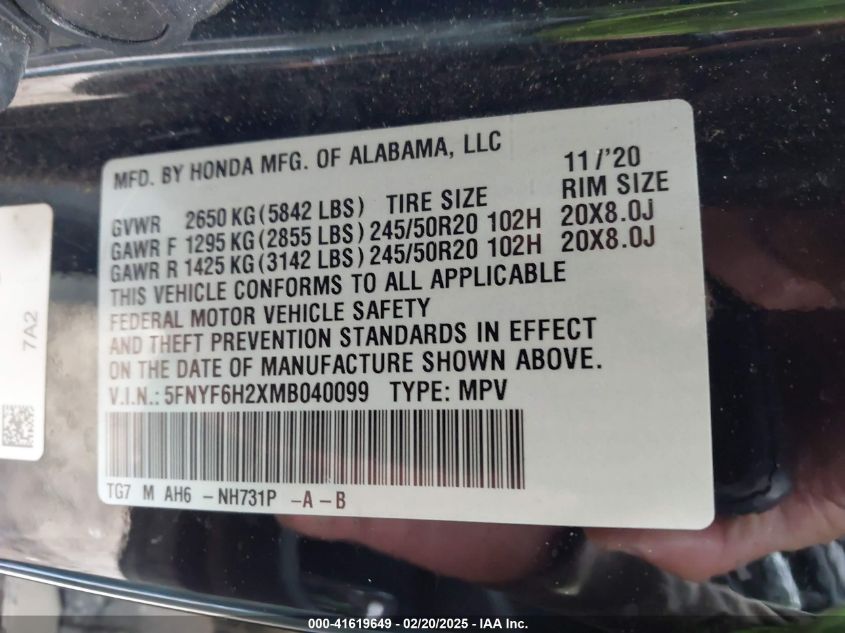 MFD. BY HONDA MFG. OF ALABAMA, LLC 11/'20
GVWR 2650 KG (5842 LBS) TIRE SIZE RIM SIZE
GAWR F 1295 KG (2855 LBS) 245/50R20 102H 20X8.0J
GAWR R 1425 KG (3142 LBS) 245/50R20 102H 20X8.0J
THIS VEHICLE CONFORMS TO ALL APPLICABLE
FEDERAL MOTOR VEHICLE SAFETY
AND THEFT PREVENTION STANDARDS IN EFFECT
ON THE DATE OF MANUFACTURE SHOWN ABOVE.
V.I.N.: 5FNYF6H2XMB040099 TYPE: MPV
TG7 M AH6 -NH731P -A-B
7A2
000-41619649 - 02/20/2025 - IAA Inc.